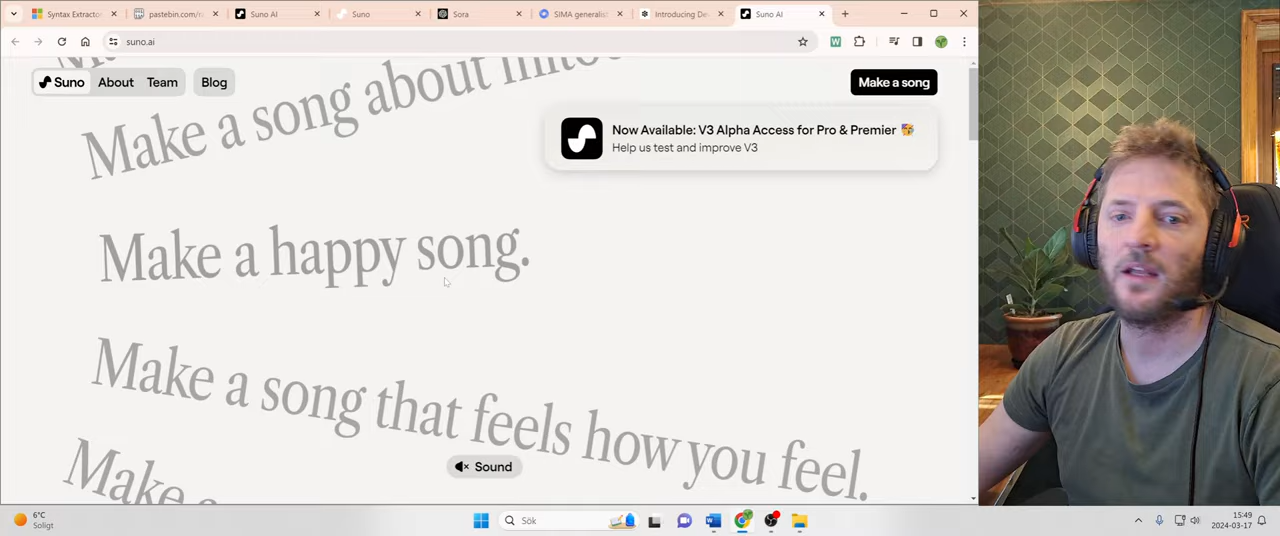 Syntax Extractor
pastebin.com/r
Suno AI
Suno
Sora
SIMA generalis
Introducing De
Suno AI
suno.ai
Suno
About
Team
Blog
Make a song
Make a song about
Now Available: V3 Alpha Access for Pro & Premier
Help us test and improve V3
Make a happy song.
Make a song that feels how you feel.
Make a
Sound
6°C
Soligt
Sök
15:49
2024-03-17